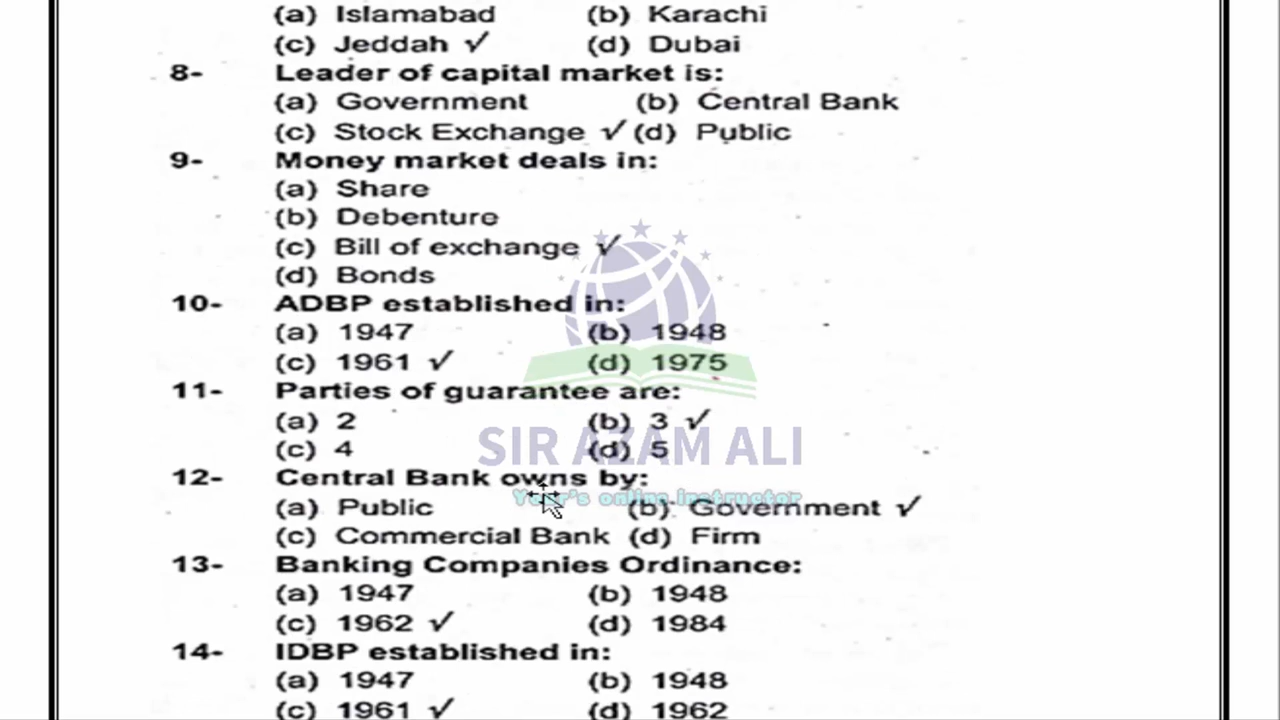 (a) Islamabad (b) Karachi
(c) Jeddah ✓ (d) Dubai
8- Leader of capital market is:
(a) Government (b) Central Bank
(c) Stock Exchange ✓ (d) Public
9- Money market deals in:
(a) Share
(b) Debenture
(c) Bill of exchange ✓
(d) Bonds
10- ADBP established in:
(a) 1947 (b) 1948
(c) 1961 ✓ (d) 1975
11- Parties of guarantee are:
(a) 2 (b) 3 ✓
(c) 4 (d) 5
SIR AZAM ALI
12- Central Bank owns by:
Your's online instructor
(a) Public (b) Government ✓
(c) Commercial Bank (d) Firm
13- Banking Companies Ordinance:
(a) 1947 (b) 1948
(c) 1962 ✓ (d) 1984
14- IDBP established in:
(a) 1947 (b) 1948
(c) 1961 ✓ (d) 1962